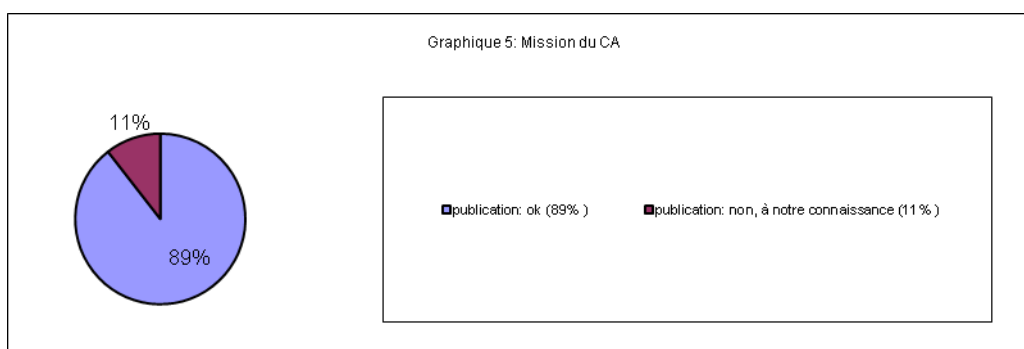 Graphique 5: Mission du CA
11%
89%
publication: ok (89% )
publication: non, à notre connaissance (11% )